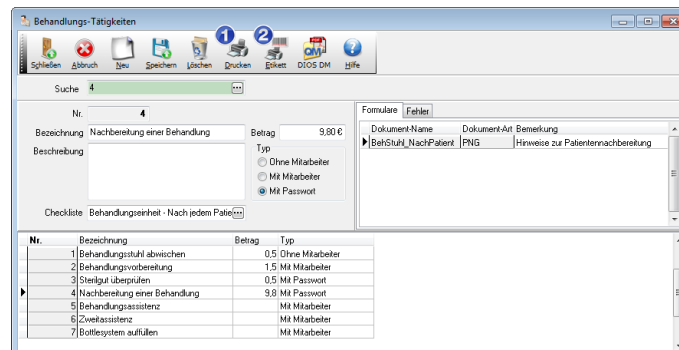 Behandlungs-Tätigkeiten
1 2
Schließen Abbruch Neu Speichern Löschen Drucken Etikett DIOS DM Hilfe
QM
Suche 4
Nr. 4
Bezeichnung Nachbereitung einer Behandlung Betrag 9,80 €
Beschreibung
Typ
Ohne Mitarbeiter
Mit Mitarbeiter
Mit Passwort
Checkliste Behandlungseinheit - Nach jedem Patie
Formulare Fehler
Dokument-Name Dokument-Art Bemerkung
BehStuhl_NachPatient PNG Hinweise zur Patientennachbereitung
Nr. Bezeichnung Betrag Typ
1 Behandlungsstuhl abwischen 0,5 Ohne Mitarbeiter
2 Behandlungsvorbereitung 1,5 Mit Mitarbeiter
3 Sterilgut überprüfen 0,5 Mit Passwort
4 Nachbereitung einer Behandlung 9,8 Mit Passwort
5 Behandlungsassistenz Mit Mitarbeiter
6 Zweitassistenz Mit Mitarbeiter
7 Bottlesystem auffüllen Mit Mitarbeiter